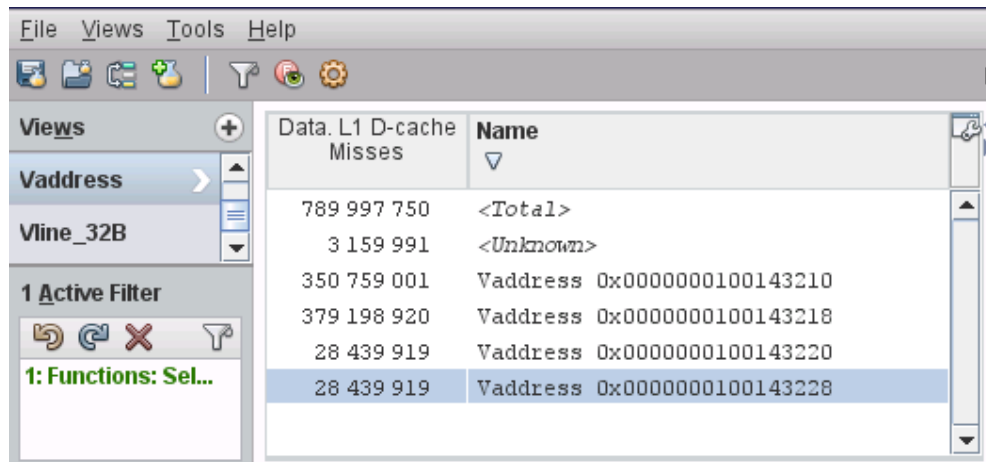 File Views Tools Help
Views
Vaddress
Vline_32B
1 Active Filter
1: Functions: Sel...
Data. L1 D-cache Misses Name
789 997 750 <Total>
3 159 991 <Unknown>
350 759 001 Vaddress 0x0000000100143210
379 198 920 Vaddress 0x0000000100143218
28 439 919 Vaddress 0x0000000100143220
28 439 919 Vaddress 0x0000000100143228